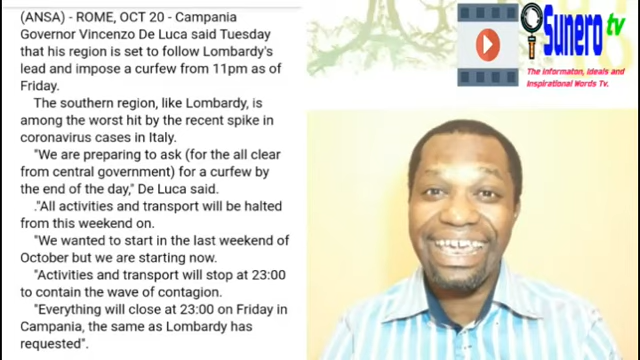 (ANSA) - ROME, OCT 20 - Campania
Governor Vincenzo De Luca said Tuesday
that his region is set to follow Lombardy's
lead and impose a curfew from 11pm as of
Friday.
The southern region, like Lombardy, is
among the worst hit by the recent spike in
coronavirus cases in Italy.
"We are preparing to ask (for the all clear
from central government) for a curfew by
the end of the day," De Luca said.
."All activities and transport will be halted
from this weekend on.
"We wanted to start in the last weekend of
October but we are starting now.
"Activities and transport will stop at 23:00
to contain the wave of contagion.
"Everything will close at 23:00 on Friday in
Campania, the same as Lombardy has
requested".
Sunero tv
The Informaton, Ideals and
Inspirational Words Tv.